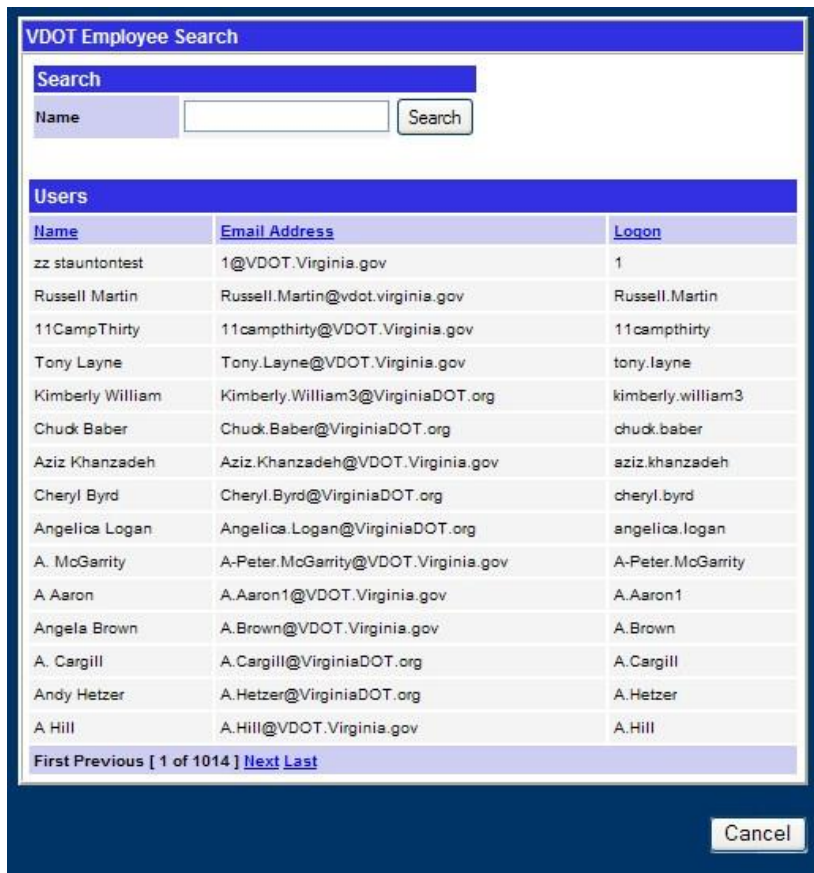 VDOT Employee Search
Search
Name Search
Users
Name Email Address Logon
zz stauntontest 1@VDOT.Virginia.gov 1
Russell Martin Russell.Martin@vdot.virginia.gov Russell.Martin
11CampThirty 11campthirty@VDOT.Virginia.gov 11campthirty
Tony Layne Tony.Layne@VDOT.Virginia.gov tony.layne
Kimberly William Kimberly.William3@VirginiaDOT.org kimberly.william3
Chuck Baber Chuck.Baber@VirginiaDOT.org chuck.baber
Aziz Khanzadeh Aziz.Khanzadeh@VDOT.Virginia.gov aziz.khanzadeh
Cheryl Byrd Cheryl.Byrd@VirginiaDOT.org cheryl.byrd
Angelica Logan Angelica.Logan@VirginiaDOT.org angelica.logan
A. McGarrity A-Peter.McGarrity@VDOT.Virginia.gov A-Peter.McGarrity
A Aaron A.Aaron1@VDOT.Virginia.gov A.Aaron1
Angela Brown A.Brown@VDOT.Virginia.gov A.Brown
A. Cargill A.Cargill@VirginiaDOT.org A.Cargill
Andy Hetzer A.Hetzer@VirginiaDOT.org A.Hetzer
A Hill A.Hill@VDOT.Virginia.gov A.Hill
First Previous [ 1 of 1014 ] Next Last
Cancel